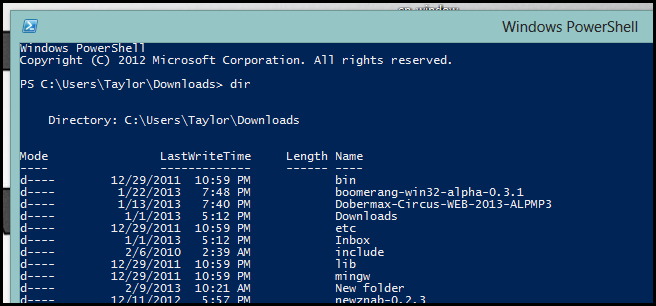 Windows PowerShell
Windows PowerShell
Copyright (C) 2012 Microsoft Corporation. All rights reserved.
PS C:\Users\Taylor\Downloads> dir
Directory: C:\Users\Taylor\Downloads
Mode LastWriteTime Length Name
---- ------------- ------ ----
d---- 12/29/2011 10:59 PM bin
d---- 1/22/2013 7:48 PM boomerang-win32-alpha-0.3.1
d---- 1/13/2013 7:40 PM Dobermax-Circus-WEB-2013-ALPMP3
d---- 1/1/2013 5:12 PM Downloads
d---- 12/29/2011 10:59 PM etc
d---- 1/1/2013 5:12 PM Inbox
d---- 2/6/2010 2:39 AM include
d---- 12/29/2011 10:59 PM lib
d---- 12/29/2011 10:59 PM mingw
d---- 2/9/2013 10:21 AM New folder
d---- 12/11/2012 5:57 PM newznab-0.2.3